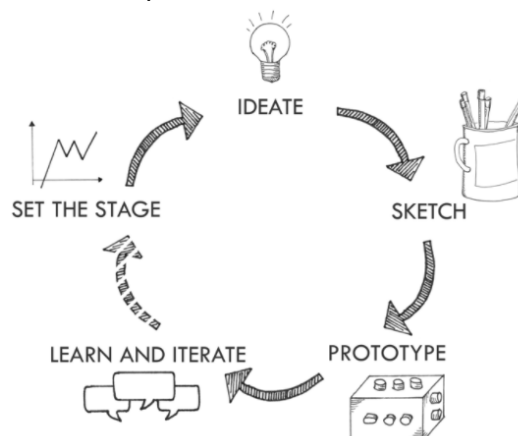 IDEATE
SET THE STAGE
SKETCH
LEARN AND ITERATE
PROTOTYPE